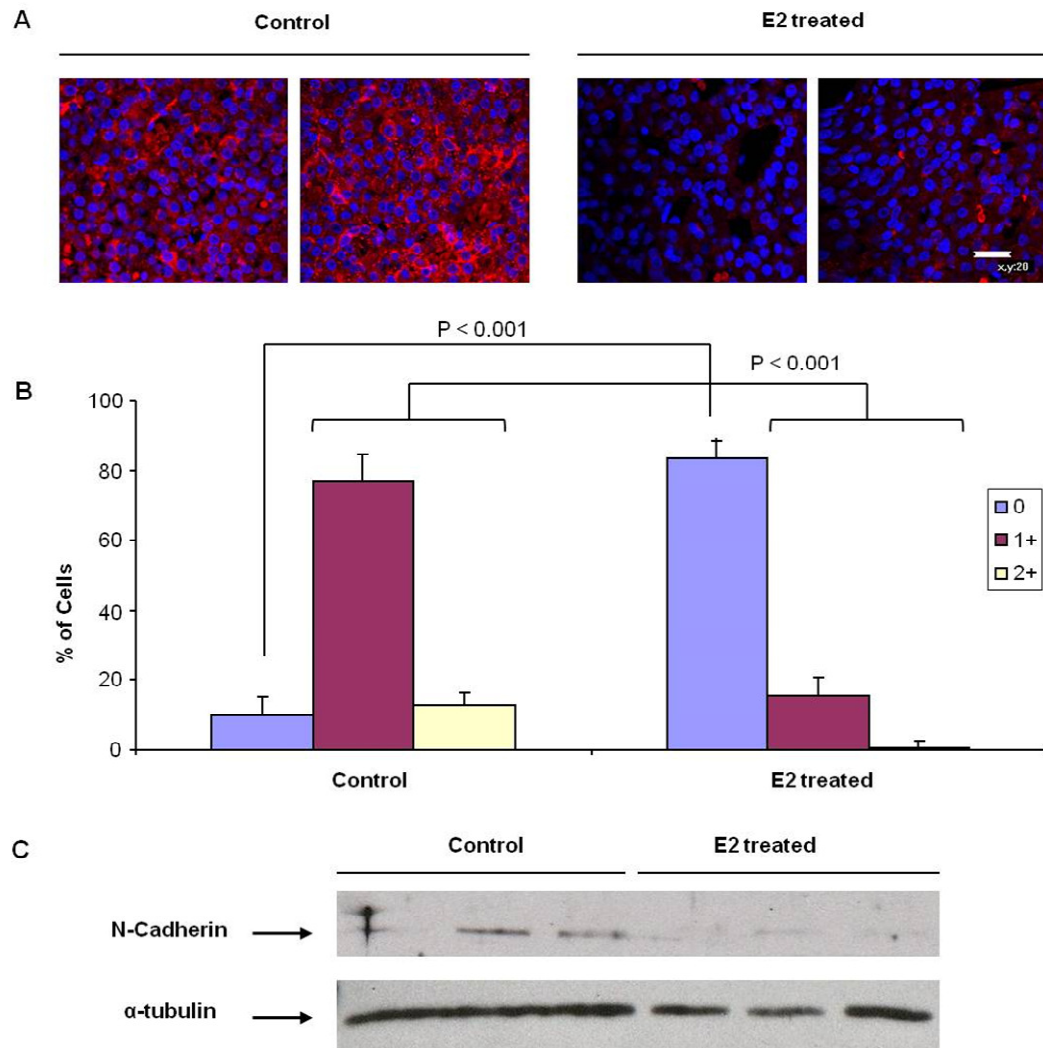 A
Control
E2 treated
x,y:20
P < 0.001
P < 0.001
B
100
80
60
40
20
0
% of Cells
0
1+
2+
Control
E2 treated
C
Control
E2 treated
N-Cadherin
α-tubulin